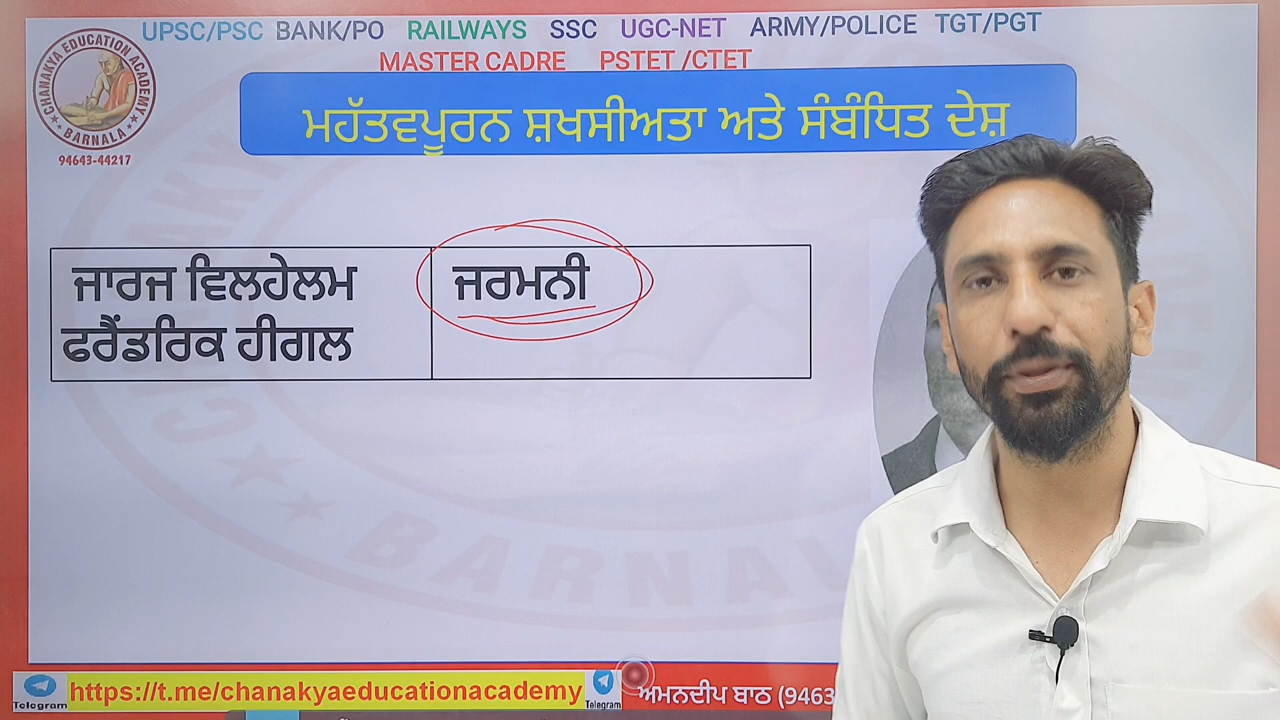 UPSC/PSC BANK/PO RAILWAYS SSC UGC-NET ARMY/POLICE TGT/PGT
MASTER CADRE PSTET /CTET
CHANAKYA EDUCATION ACADEMY
BARNALA
94643-44217
ਮਹੱਤਵਪੂਰਨ ਸ਼ਖਸੀਅਤਾ ਅਤੇ ਸੰਬੰਧਿਤ ਦੇਸ਼
ਜਾਰਜ ਵਿਲਹੇਲਮ
ਫਰੈਂਡਰਿਕ ਹੀਗਲ
ਜਰਮਨੀ
BARNALA
Telegram
https://t.me/chanakyaeducationacademy
Telegram
ਅਮਨਦੀਪ ਬਾਠ (9463